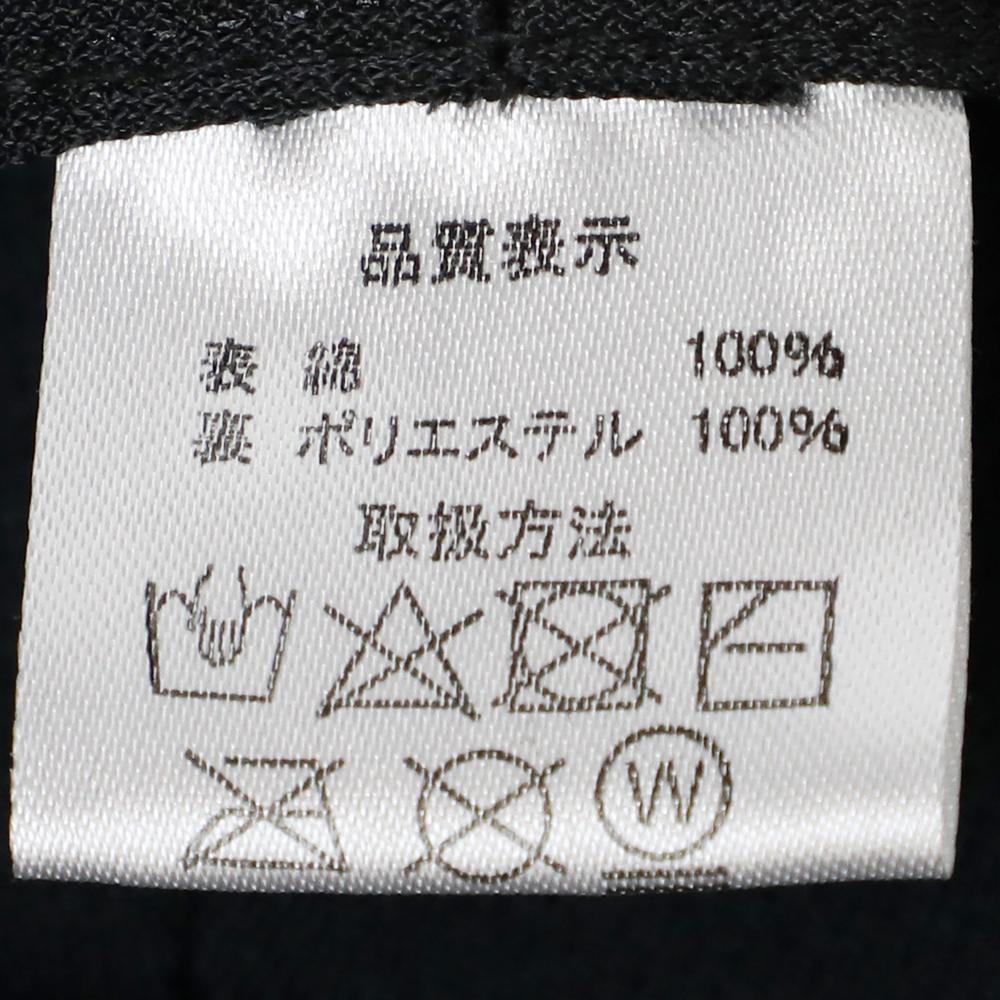 品質表示
表 綿 100%
裏 ポリエステル 100%
取扱方法
W